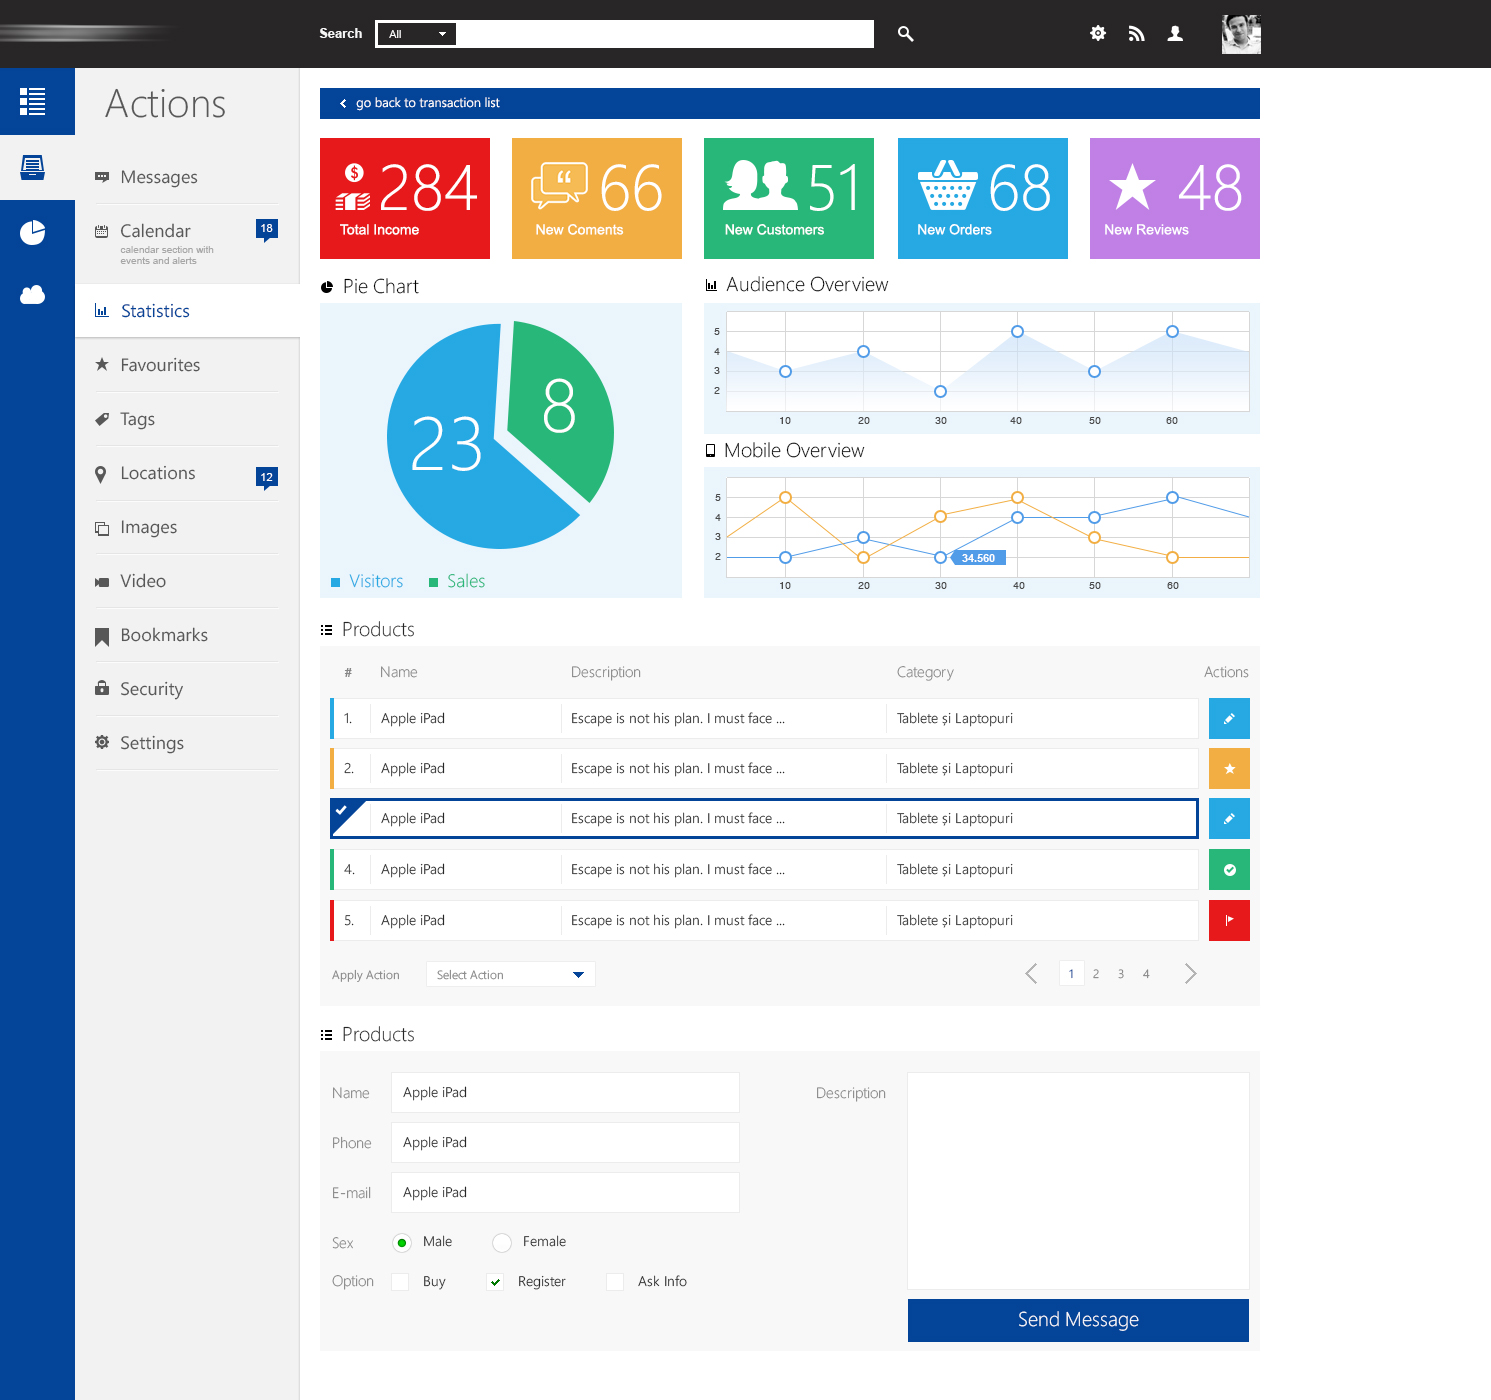 Search
All
Actions
Messages
Calendar
18
calendar section with
events and alerts
Statistics
Favourites
Tags
Locations
12
Images
Video
Bookmarks
Security
Settings
go back to transaction list
$ 284
Total Income
66
New Coments
51
New Customers
68
New Orders
48
New Reviews
Pie Chart
23
8
Visitors
Sales
Audience Overview
5
4
3
2
10 20 30 40 50 60
Mobile Overview
5
4
3
2
34.560
10 20 30 40 50 60
Products
# Name Description Category Actions
1. Apple iPad Escape is not his plan. I must face ... Tablete și Laptopuri
2. Apple iPad Escape is not his plan. I must face ... Tablete și Laptopuri
Apple iPad Escape is not his plan. I must face ... Tablete și Laptopuri
4. Apple iPad Escape is not his plan. I must face ... Tablete și Laptopuri
5. Apple iPad Escape is not his plan. I must face ... Tablete și Laptopuri
Apply Action Select Action 1 2 3 4
Products
Name Apple iPad
Phone Apple iPad
E-mail Apple iPad
Sex Male Female
Option Buy Register Ask Info
Description
Send Message